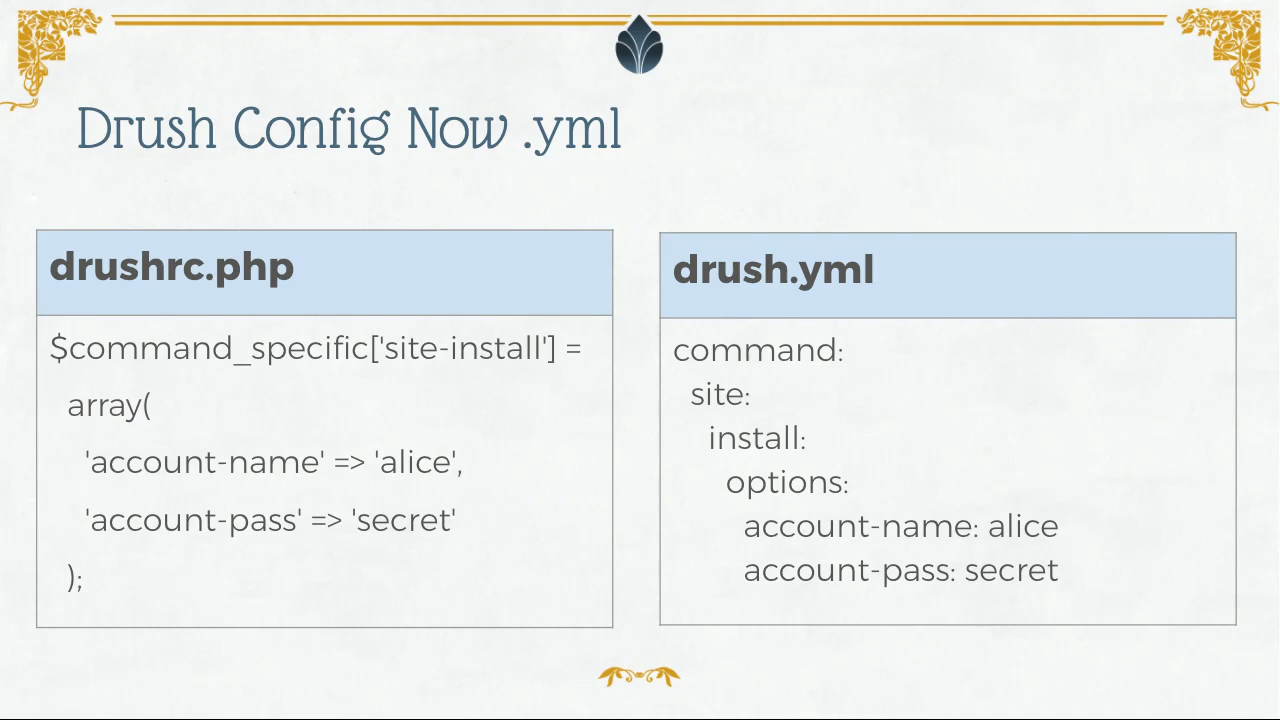 Drush Config Now .yml
drushrc.php
$command_specific['site-install'] =
array(
'account-name' => 'alice',
'account-pass' => 'secret'
);
drush.yml
command:
site:
install:
options:
account-name: alice
account-pass: secret